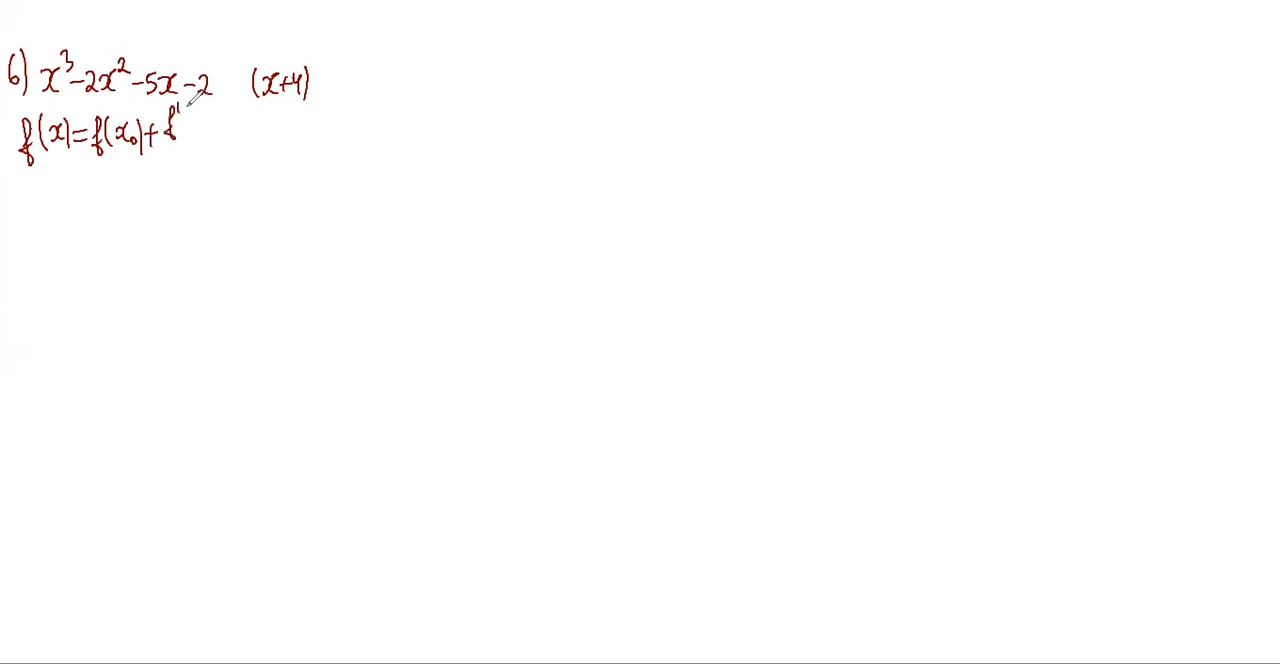 6) x³-2x²-5x-2 (x+4)
f(x)=f(x₀)+f'